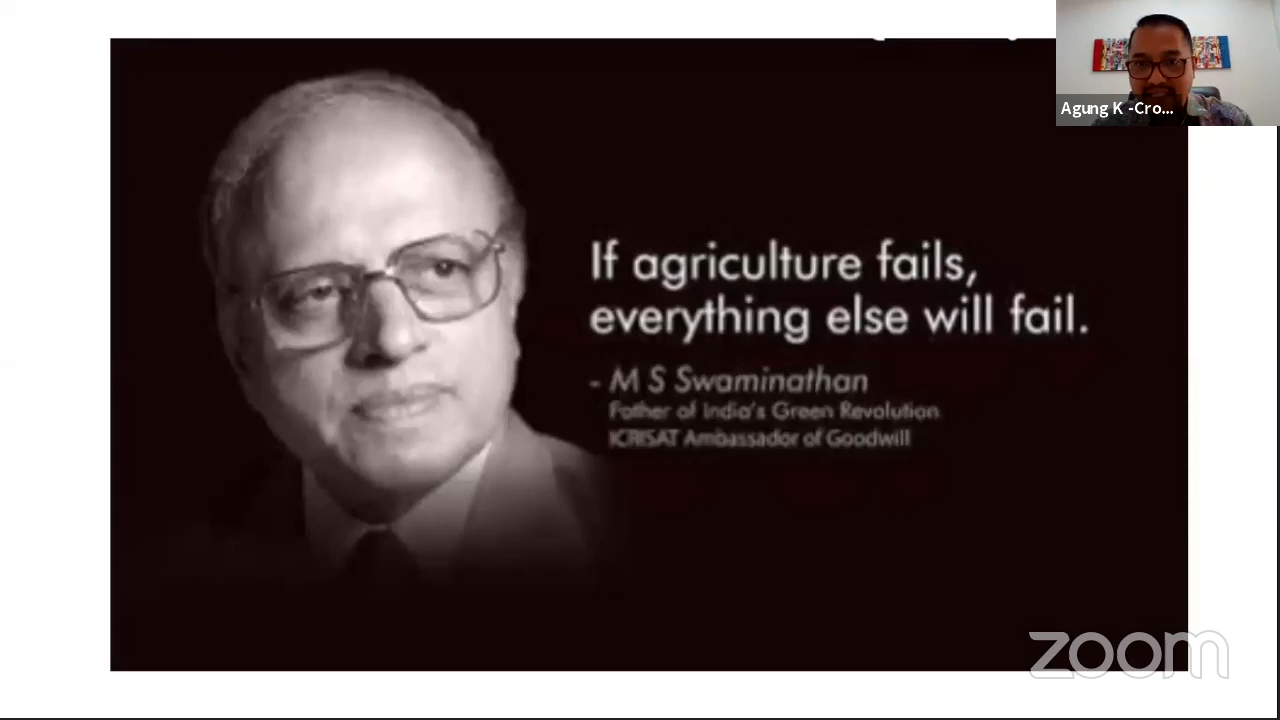 Agung K -Cro...
If agriculture fails,
everything else will fail.
- M S Swaminathan
Father of India's Green Revolution
ICRISAT Ambassador of Goodwill
zoom